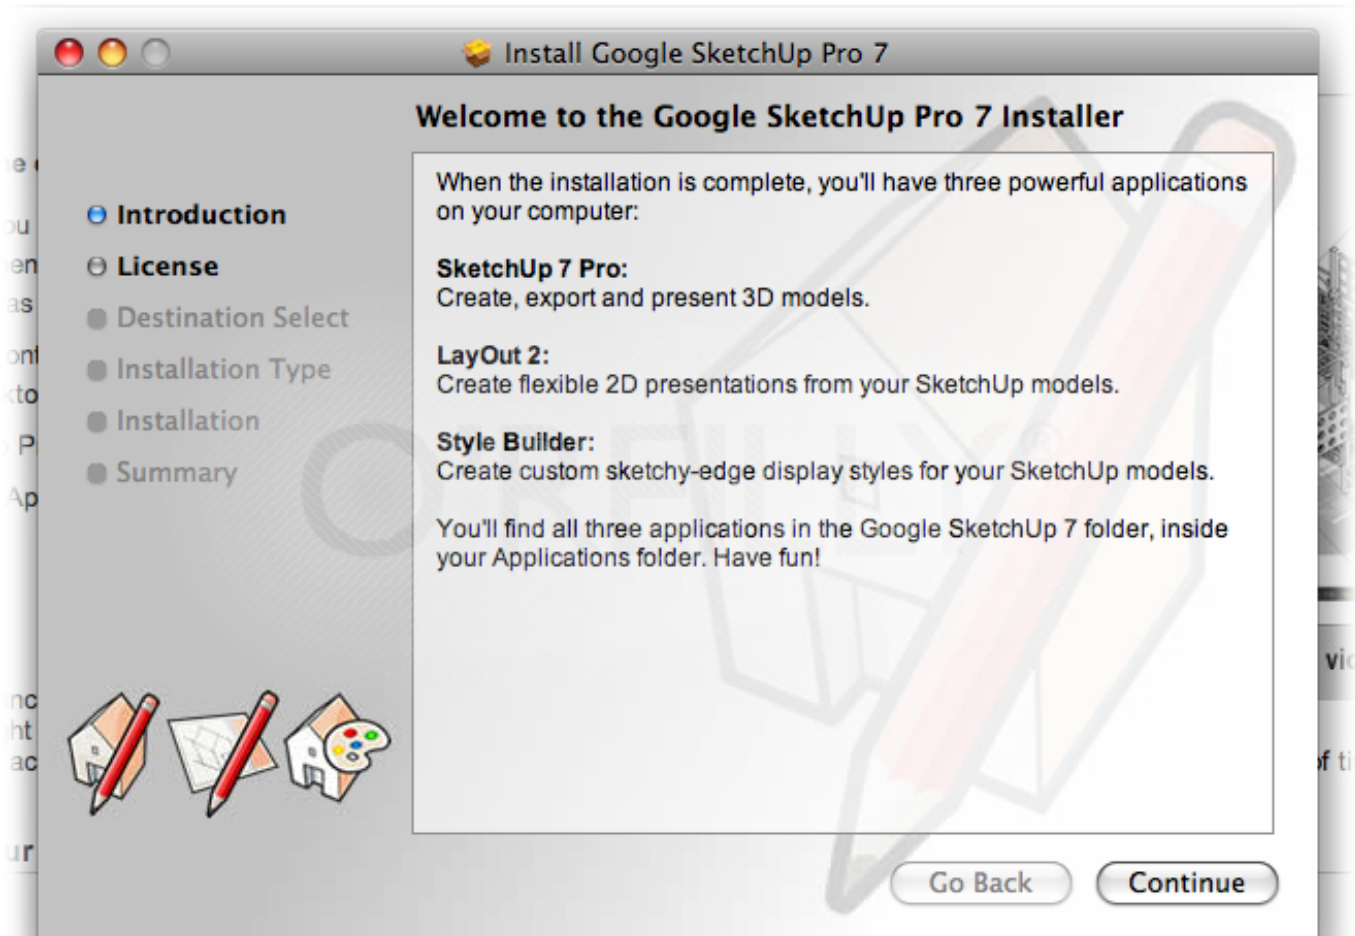 Install Google SketchUp Pro 7
Welcome to the Google SketchUp Pro 7 Installer
Introduction
License
Destination Select
Installation Type
Installation
Summary
When the installation is complete, you'll have three powerful applications
on your computer:
SketchUp 7 Pro:
Create, export and present 3D models.
LayOut 2:
Create flexible 2D presentations from your SketchUp models.
Style Builder:
Create custom sketchy-edge display styles for your SketchUp models.
You'll find all three applications in the Google SketchUp 7 folder, inside
your Applications folder. Have fun!
O'REILLY®
Go Back
Continue
of